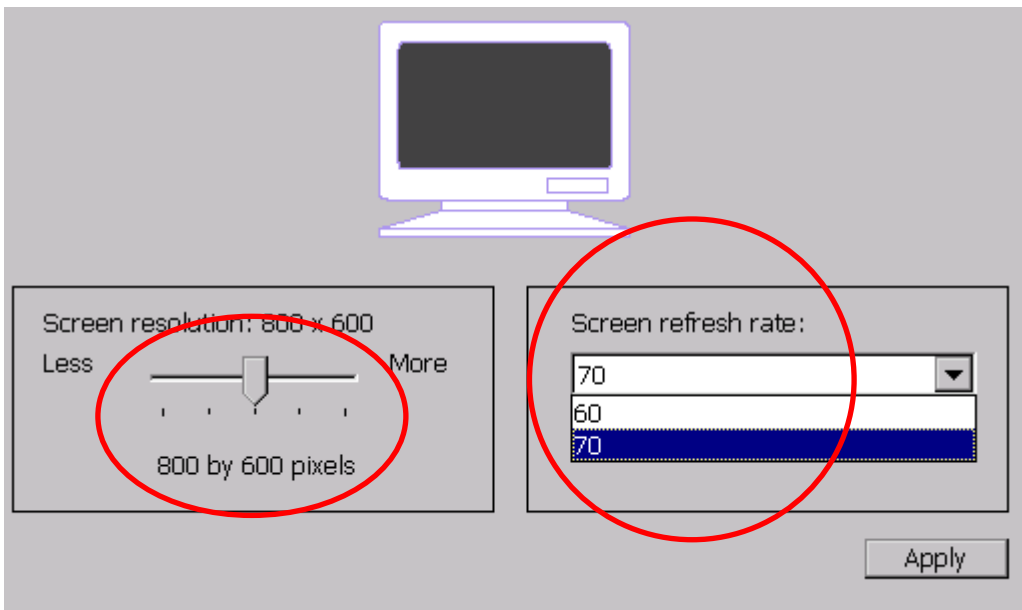 Screen resolution: 800 x 600
Less More
800 by 600 pixels
Screen refresh rate:
70
60
70
Apply